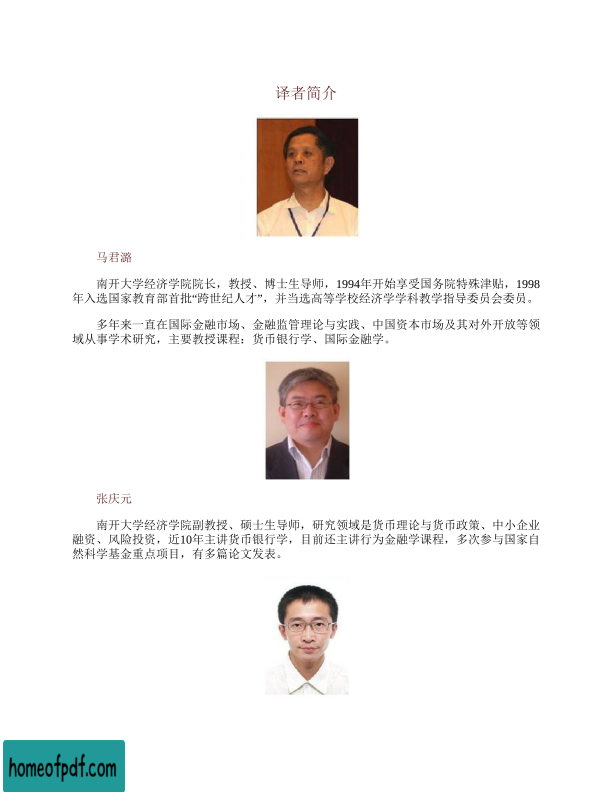 译者简介
马君潞
南开大学经济学院院长，教授、博士生导师，1994年开始享受国务院特殊津贴，1998
年入选国家教育部首批“跨世纪人才”，并当选高等学校经济学学科教学指导委员会委员。
多年来一直在国际金融市场、金融监管理论与实践、中国资本市场及其对外开放等领
域从事学术研究，主要教授课程：货币银行学、国际金融学。
张庆元
南开大学经济学院副教授、硕士生导师，研究领域是货币理论与货币政策、中小企业
融资、风险投资，近10年主讲货币银行学，目前还主讲行为金融学课程，多次参与国家自
然科学基金重点项目，有多篇论文发表。
homeofpdf.com